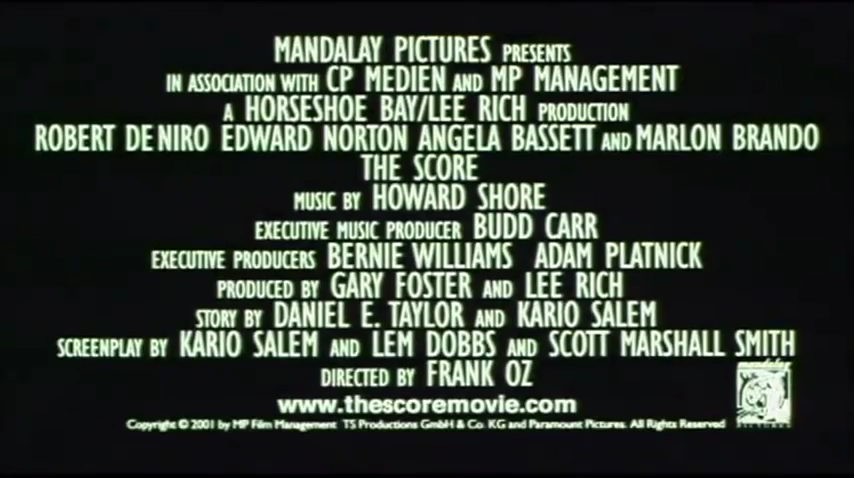 MANDALAY PICTURES PRESENTS
IN ASSOCIATION WITH CP MEDIEN AND MP MANAGEMENT
A HORSESHOE BAY/LEE RICH PRODUCTION
ROBERT DE NIRO EDWARD NORTON ANGELA BASSETT AND MARLON BRANDO
THE SCORE
MUSIC BY HOWARD SHORE
EXECUTIVE MUSIC PRODUCER BUDD CARR
EXECUTIVE PRODUCERS BERNIE WILLIAMS ADAM PLATNICK
PRODUCED BY GARY FOSTER AND LEE RICH
STORY BY DANIEL E. TAYLOR AND KARIO SALEM
SCREENPLAY BY KARIO SALEM AND LEM DOBBS AND SCOTT MARSHALL SMITH
DIRECTED BY FRANK OZ
mandalay
PICTURES
www.thescoremovie.com
Copyright © 2001 by MP Film Management TS Productions GmbH & Co. KG and Paramount Pictures. All Rights Reserved